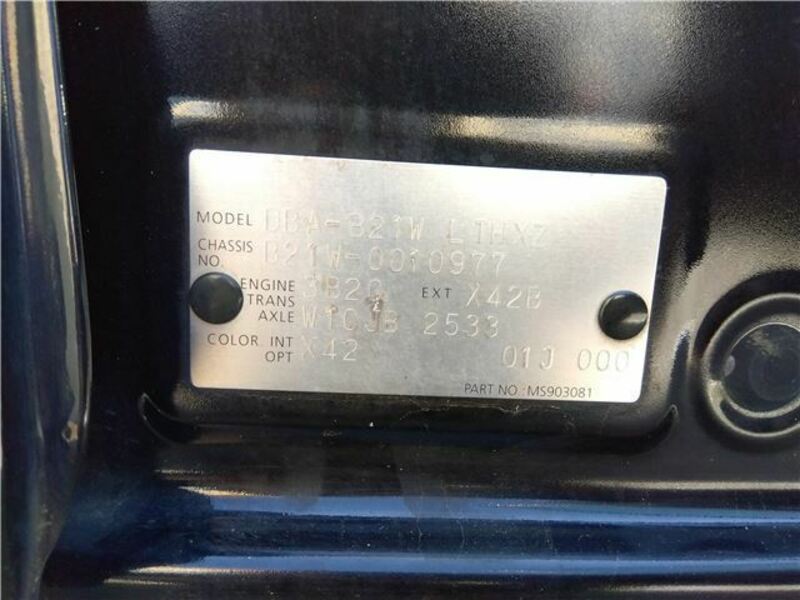 MODEL DBA-B21W LTHXZ
CHASSIS NO. B21W-0010977
ENGINE 3B20 EXT X42B
TRANS
AXLE W1CJB 2533
COLOR. INT X42
OPT 01J 000
PART NO : MS903081